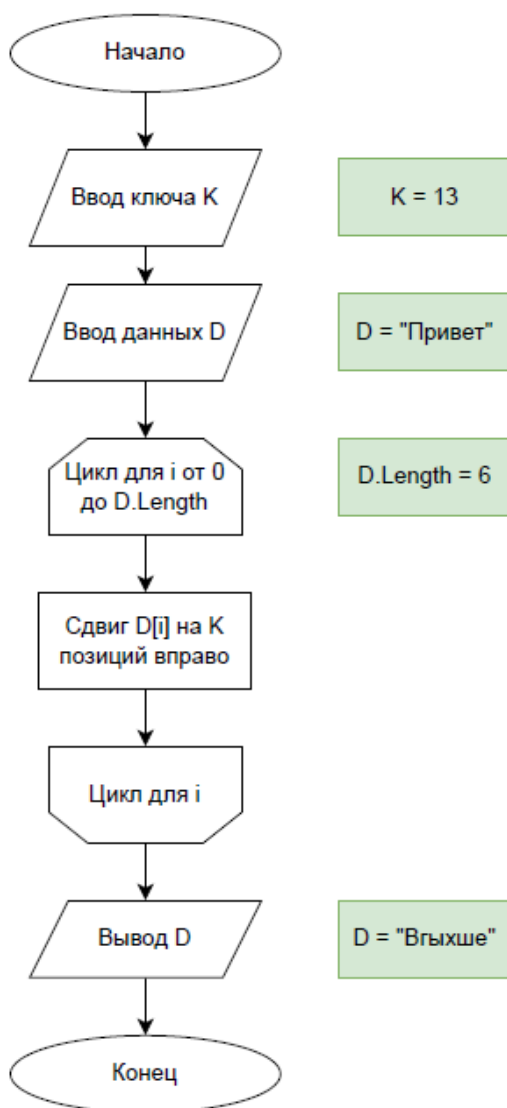 Начало
Ввод ключа K
K = 13
Ввод данных D
D = "Привет"
Цикл для i от 0
до D.Length
D.Length = 6
Сдвиг D[i] на K
позиций вправо
Цикл для i
Вывод D
D = "Вгыхше"
Конец